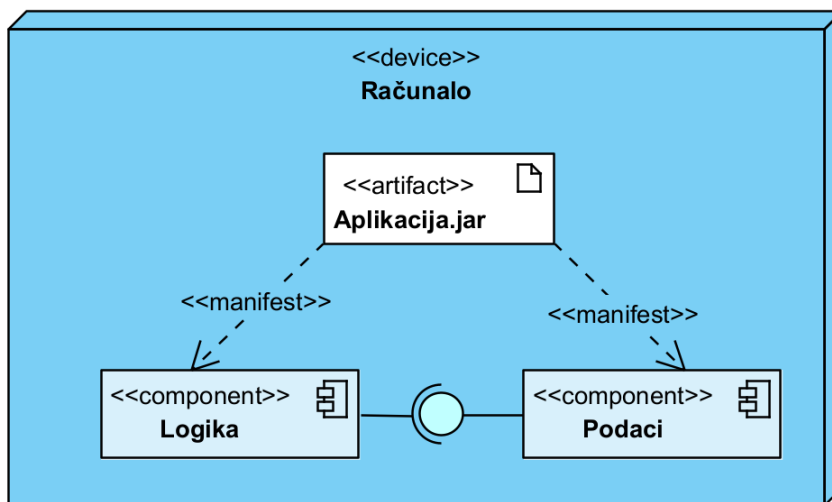 <<device>>
Računalo
<<artifact>>
Aplikacija.jar
<<manifest>>
<<manifest>>
<<component>>
Logika
<<component>>
Podaci